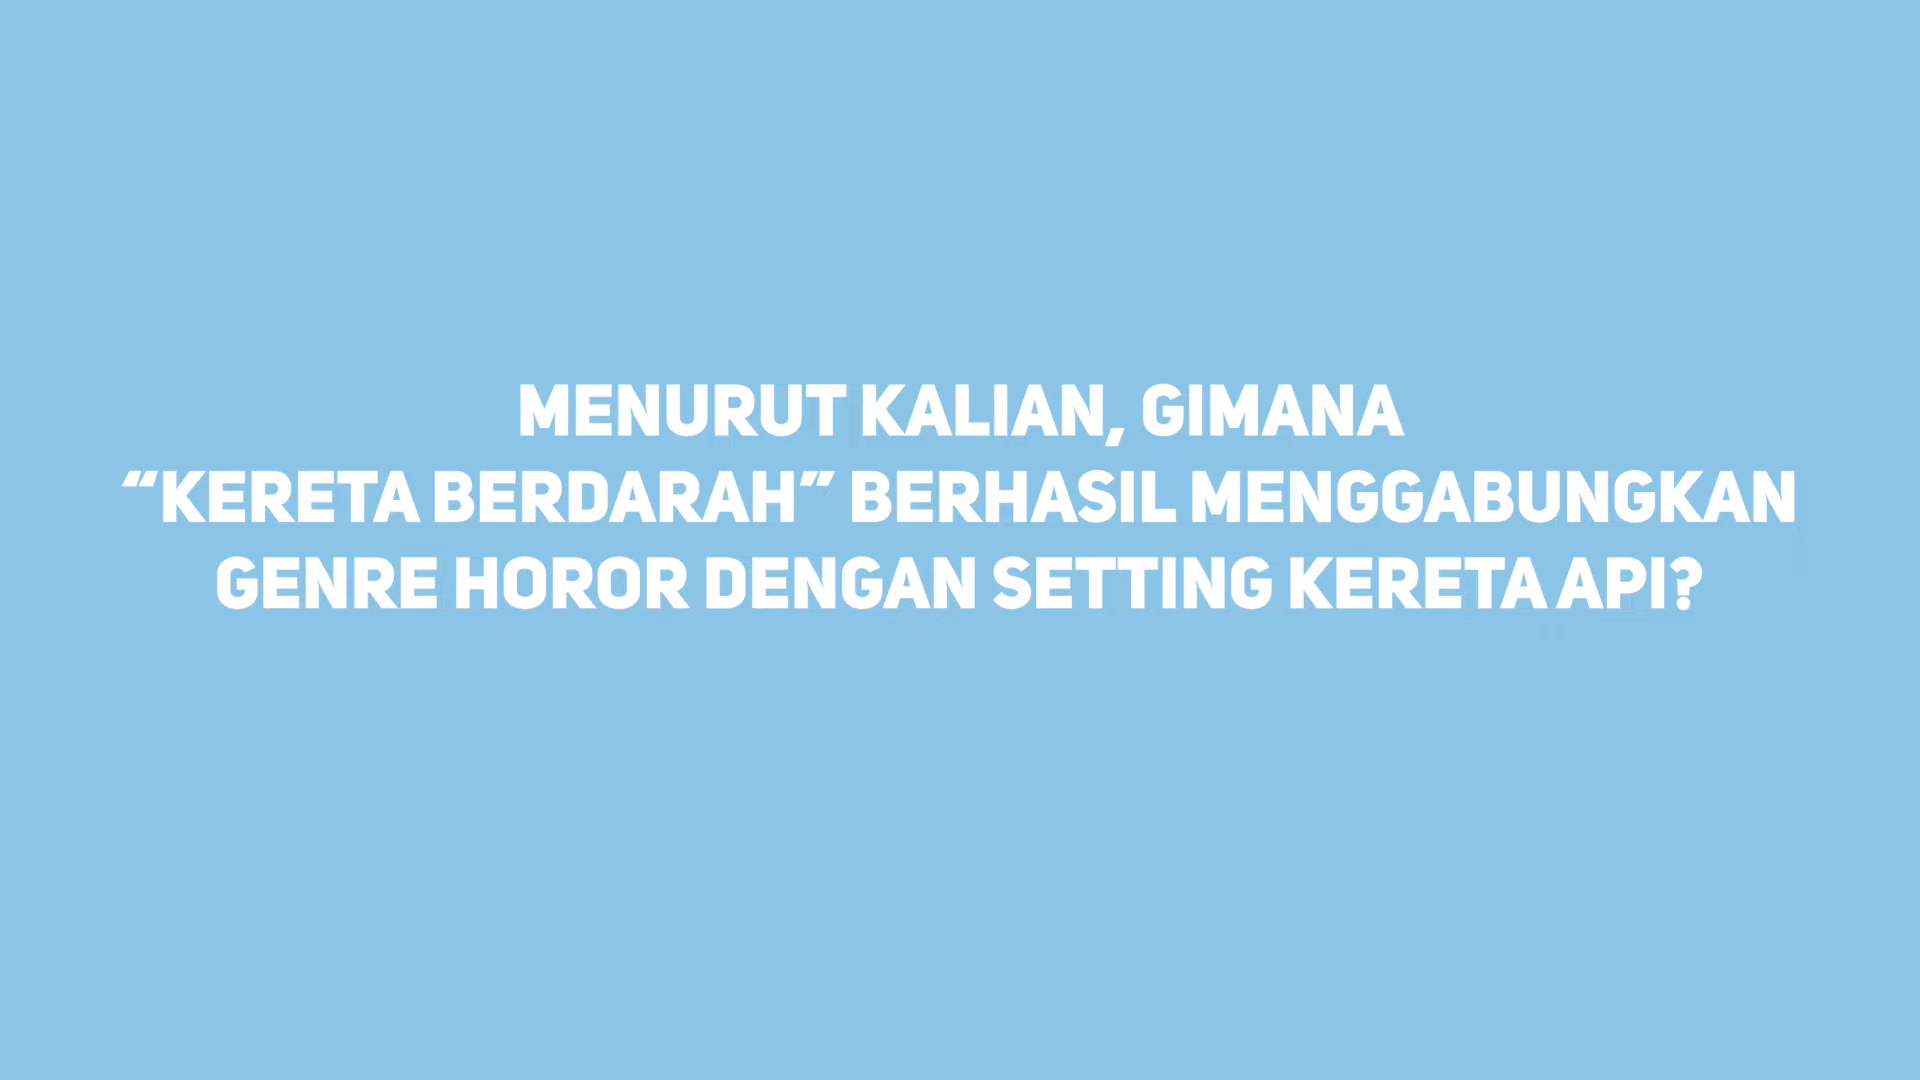 MENURUT KALIAN, GIMANA
“KERETA BERDARAH” BERHASIL MENGGABUNGKAN
GENRE HOROR DENGAN SETTING KERETA API?